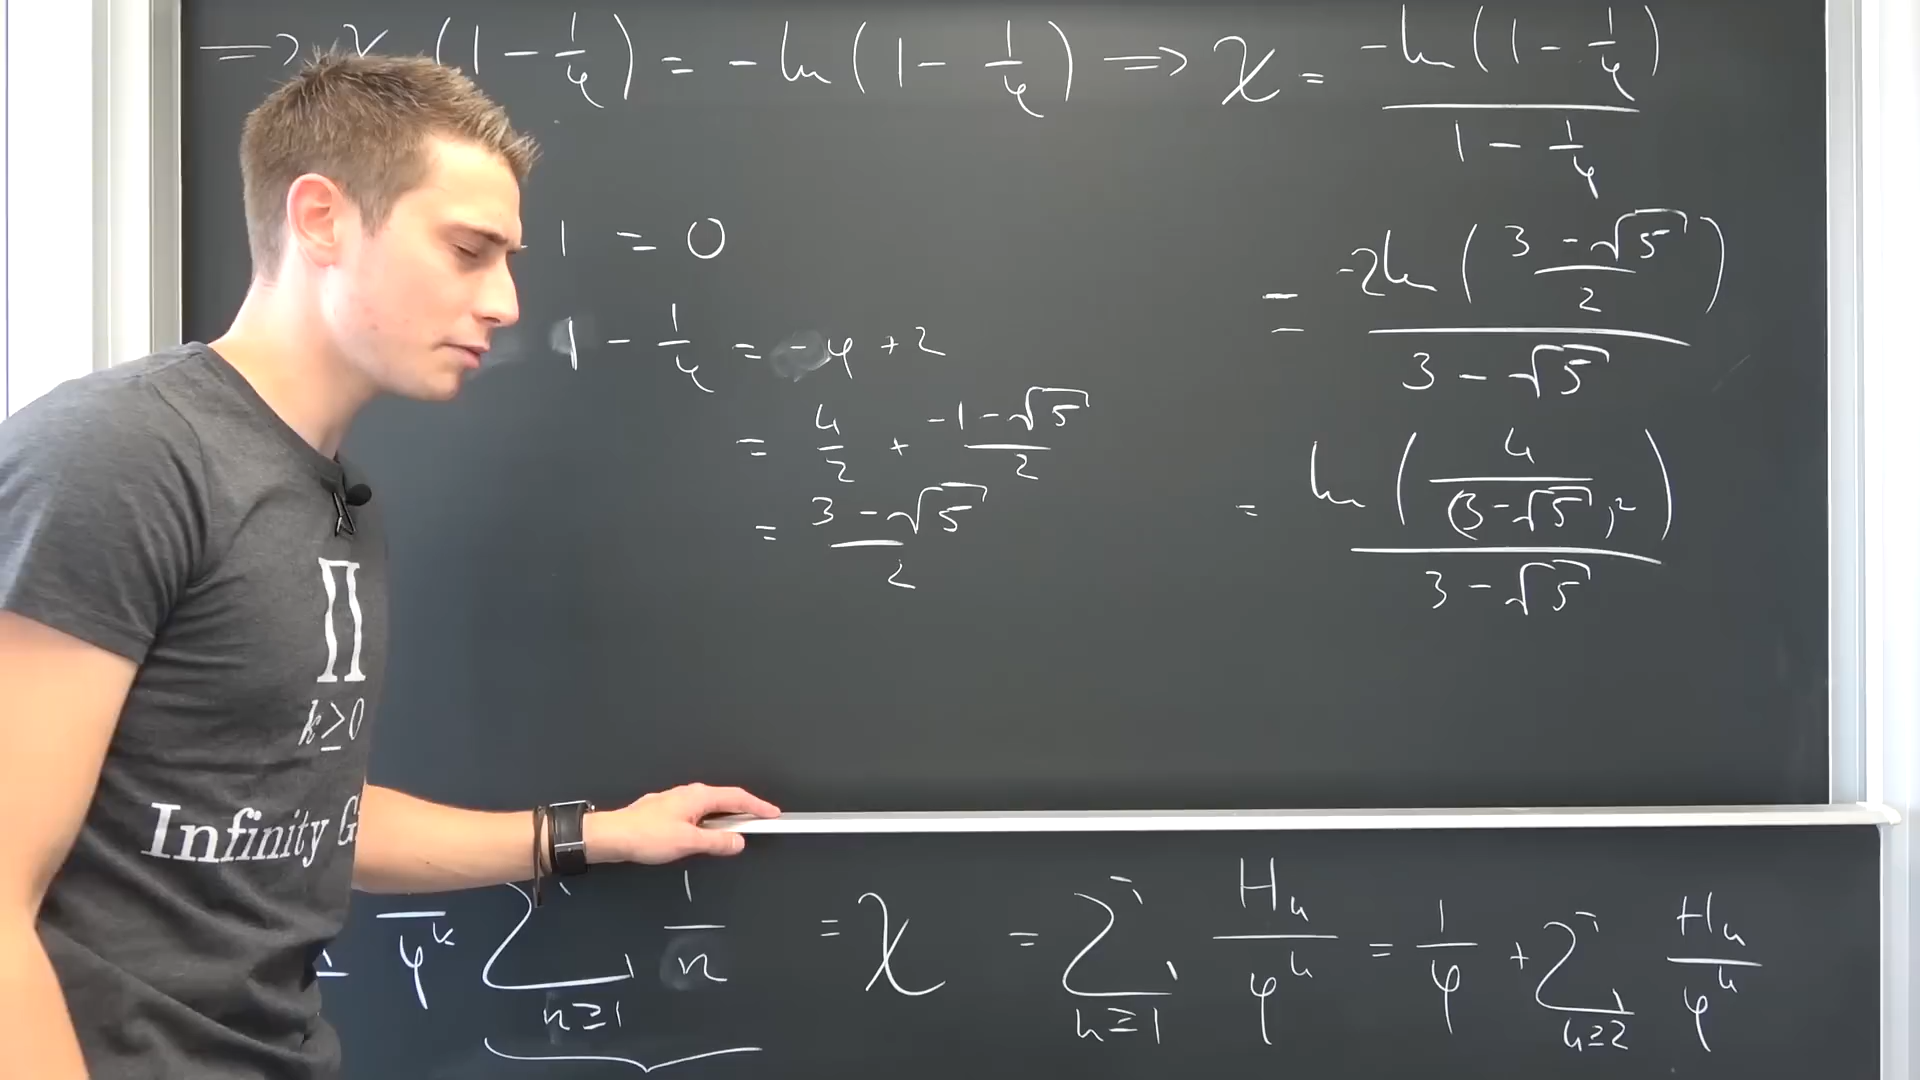 ⟹ χ (1 - 1/φ) = - ln (1 - 1/φ) ⟹ χ = -ln (1 - 1/φ) / (1 - 1/φ)
- 1 = 0
= -2ln ((3 - √5)/2) / (3 - √5)
1 - 1/φ = -φ + 2
= 4/2 + (-1 - √5)/2
= (3 - √5)/2
= ln (4/(3-√5)²) / (3 - √5)
∏
k≥0
Infinity G
1/φ^k ∑ n≥1 1/n = χ = ∑ n≥1 Hn/φ^n = 1/φ + ∑ n≥2 Hn/φ^n